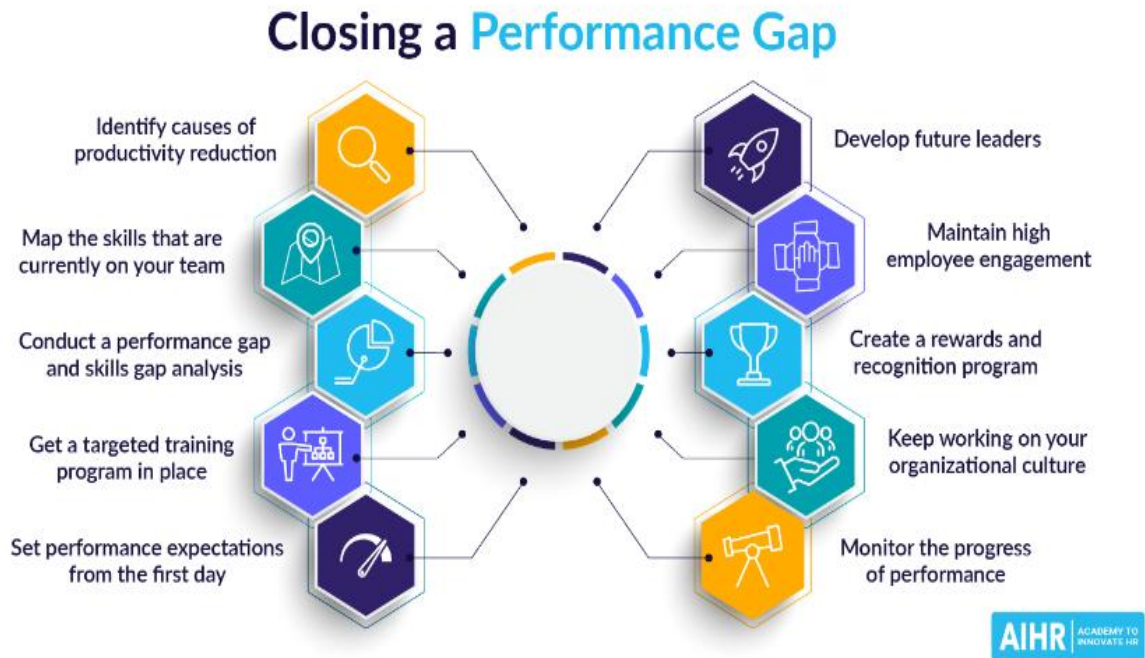 Closing a Performance Gap
Identify causes of
productivity reduction
Map the skills that are
currently on your team
Conduct a performance gap
and skills gap analysis
Get a targeted training
program in place
Set performance expectations
from the first day
Develop future leaders
Maintain high
employee engagement
Create a rewards and
recognition program
Keep working on your
organizational culture
Monitor the progress
of performance
AIHR
ACADEMY TO
INNOVATE HR